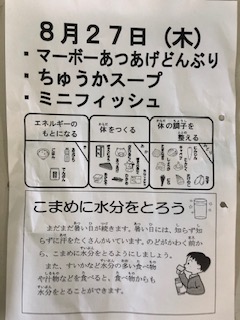 8月27日（木）
・マーボーあつあげどんぶり
・ちゅうかスープ
・ミニフィッシュ
エネルギーのもとになる
体をつくる
体の調子を整える
こまめに水分をとろう
まだまだ暑い日が続きます。暑い日には、知らず知
らずに汗をたくさんかいています。のどがかわく前か
ら、こまめに水分をとるようにしましょう。
また、すいかなど水分の多い食べ物
や汁物などを食べると、食べ物からも
水分をとることができます。